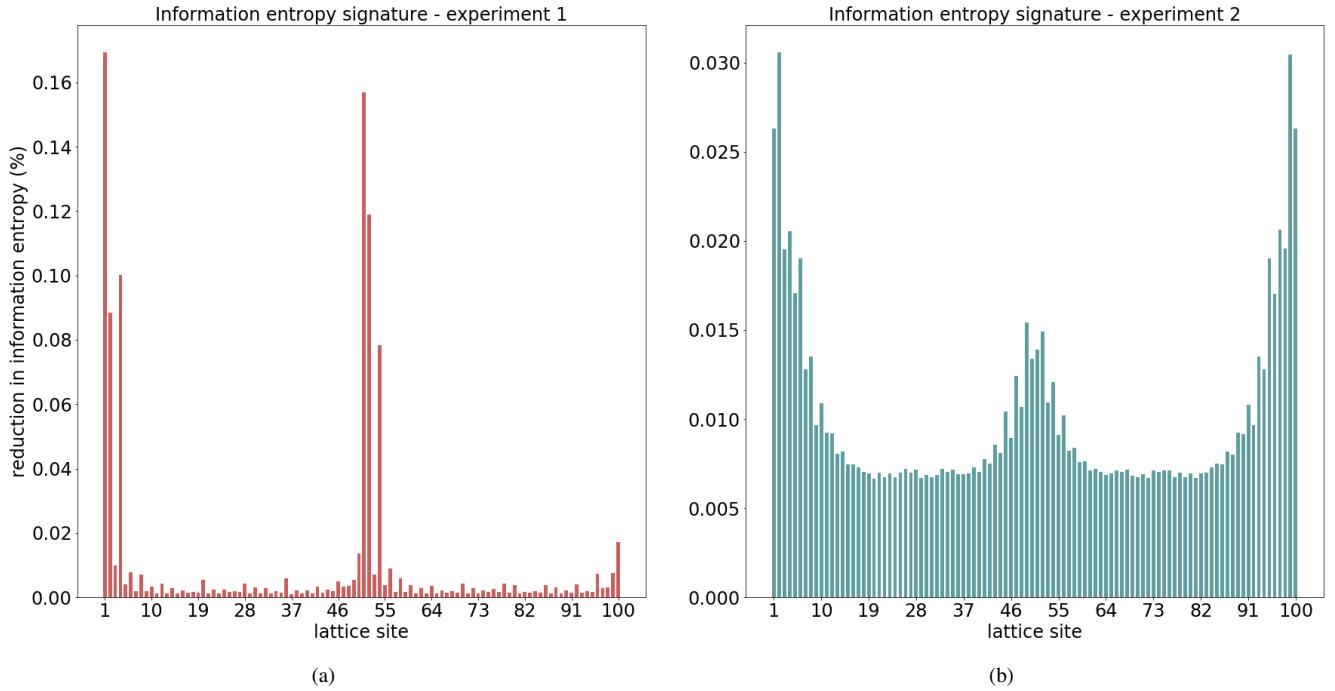 Information entropy signature - experiment 1
reduction in information entropy (%)
0.16
0.14
0.12
0.10
0.08
0.06
0.04
0.02
0.00
1 10 19 28 37 46 55 64 73 82 91 100
lattice site
(a)
Information entropy signature - experiment 2
0.030
0.025
0.020
0.015
0.010
0.005
0.000
1 10 19 28 37 46 55 64 73 82 91 100
lattice site
(b)